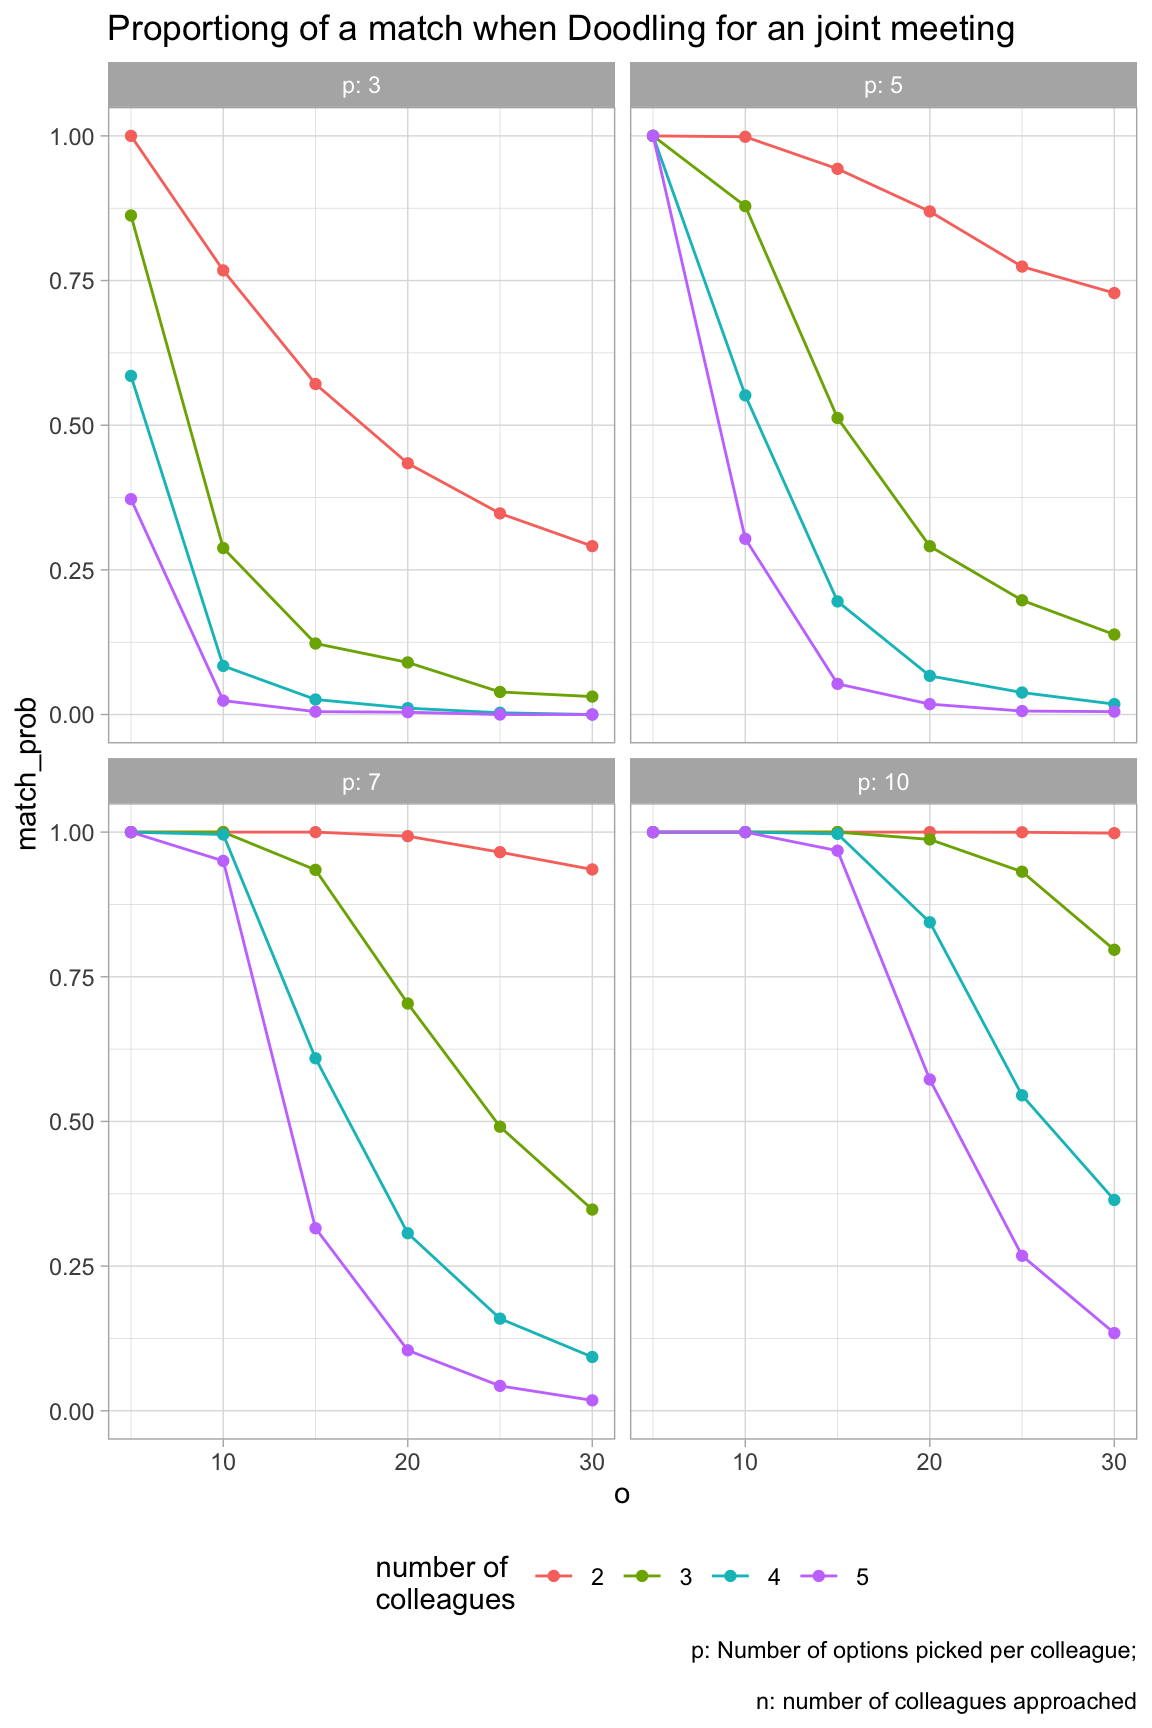 Proportiong of a match when Doodling for an joint meeting
p: 3
p: 5
1.00
0.75
0.50
0.25
0.00
match_prob
p: 7
p: 10
1.00
0.75
0.50
0.25
0.00
10
20
30
10
20
30
o
number of
colleagues
2
3
4
5
p: Number of options picked per colleague;
n: number of colleagues approached